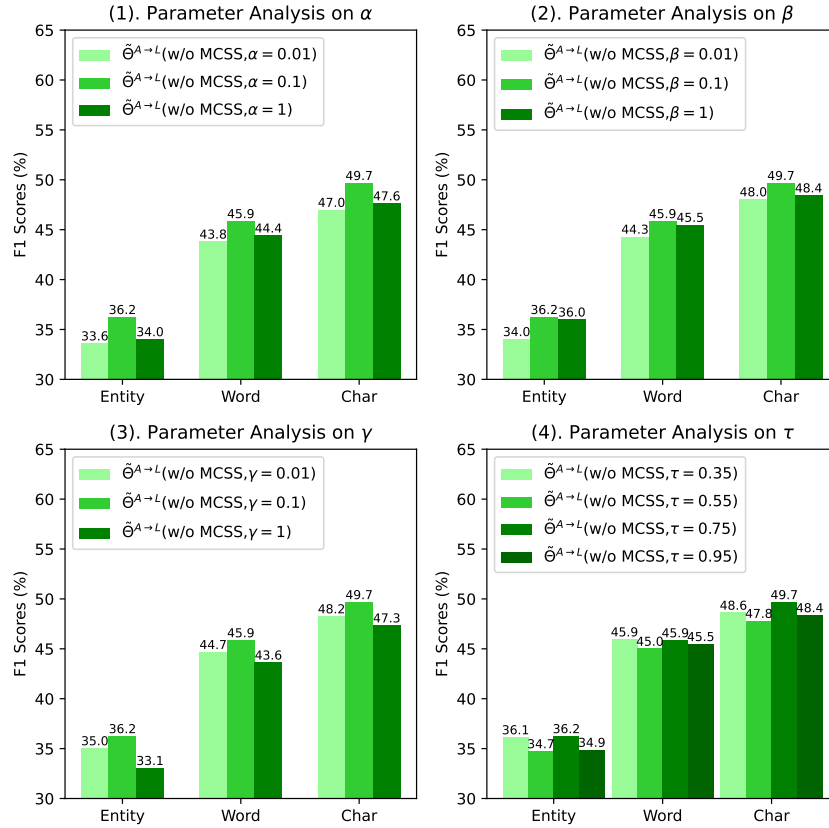 (1). Parameter Analysis on α
F1 Scores (%)
65
60
55
50
45
40
35
30
Θ̃^{A→L}(w/o MCSS,α = 0.01)
Θ̃^{A→L}(w/o MCSS,α = 0.1)
Θ̃^{A→L}(w/o MCSS,α = 1)
33.6 36.2 34.0
43.8 45.9 44.4
47.0 49.7 47.6
Entity Word Char
(2). Parameter Analysis on β
F1 Scores (%)
65
60
55
50
45
40
35
30
Θ̃^{A→L}(w/o MCSS,β = 0.01)
Θ̃^{A→L}(w/o MCSS,β = 0.1)
Θ̃^{A→L}(w/o MCSS,β = 1)
34.0 36.2 36.0
44.3 45.9 45.5
48.0 49.7 48.4
Entity Word Char
(3). Parameter Analysis on γ
F1 Scores (%)
65
60
55
50
45
40
35
30
Θ̃^{A→L}(w/o MCSS,γ = 0.01)
Θ̃^{A→L}(w/o MCSS,γ = 0.1)
Θ̃^{A→L}(w/o MCSS,γ = 1)
35.0 36.2 33.1
44.7 45.9 43.6
48.2 49.7 47.3
Entity Word Char
(4). Parameter Analysis on τ
F1 Scores (%)
65
60
55
50
45
40
35
30
Θ̃^{A→L}(w/o MCSS,τ = 0.35)
Θ̃^{A→L}(w/o MCSS,τ = 0.55)
Θ̃^{A→L}(w/o MCSS,τ = 0.75)
Θ̃^{A→L}(w/o MCSS,τ = 0.95)
36.1 34.7 36.2 34.9
45.9 45.0 45.9 45.5
48.6 47.8 49.7 48.4
Entity Word Char